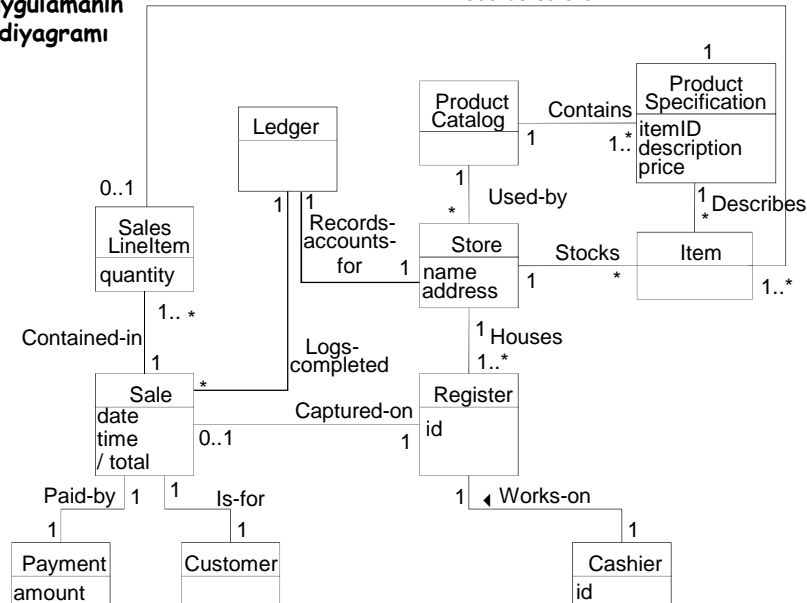 diyagramı
1
Product
Specification
itemID
description
price
Product
Catalog
Contains
1
1..*
Ledger
1
Used-by
*
1
*
Describes
0..1
Sales
LineItem
quantity
1
1
Records-
accounts-
for
1
Store
name
address
Stocks
1
*
Item
1..*
1.. *
Contained-in
1
Logs-
completed
*
1
Houses
1..*
Sale
date
time
/ total
Captured-on
0..1
1
Register
id
Paid-by
1
1
Is-for
1
Works-on
1
1
1
Payment
amount
Customer
Cashier
id